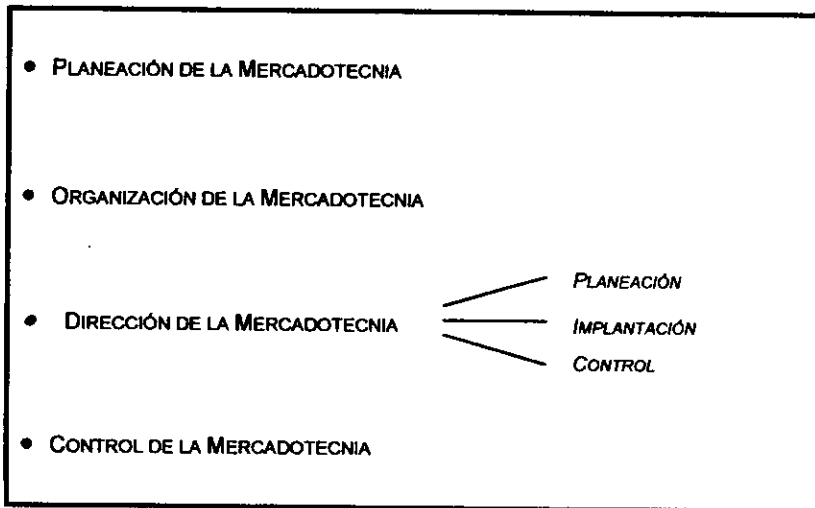 • PLANEACIÓN DE LA MERCADOTECNIA
• ORGANIZACIÓN DE LA MERCADOTECNIA
PLANEACIÓN
• DIRECCIÓN DE LA MERCADOTECNIA IMPLANTACIÓN
CONTROL
• CONTROL DE LA MERCADOTECNIA